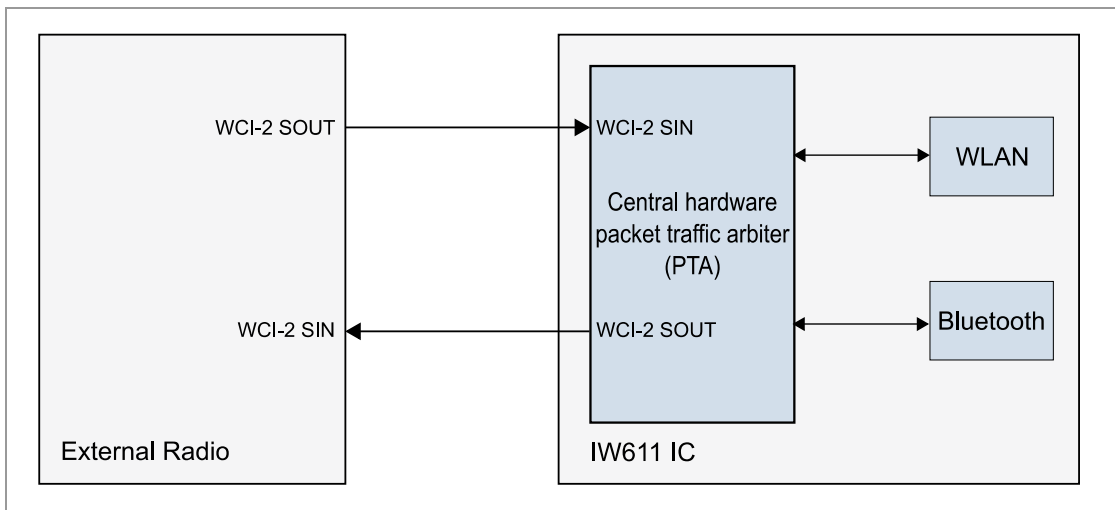 WCI-2 SOUT
WCI-2 SIN
WLAN
Central hardware
packet traffic arbiter
(PTA)
Bluetooth
WCI-2 SIN
WCI-2 SOUT
External Radio
IW611 IC